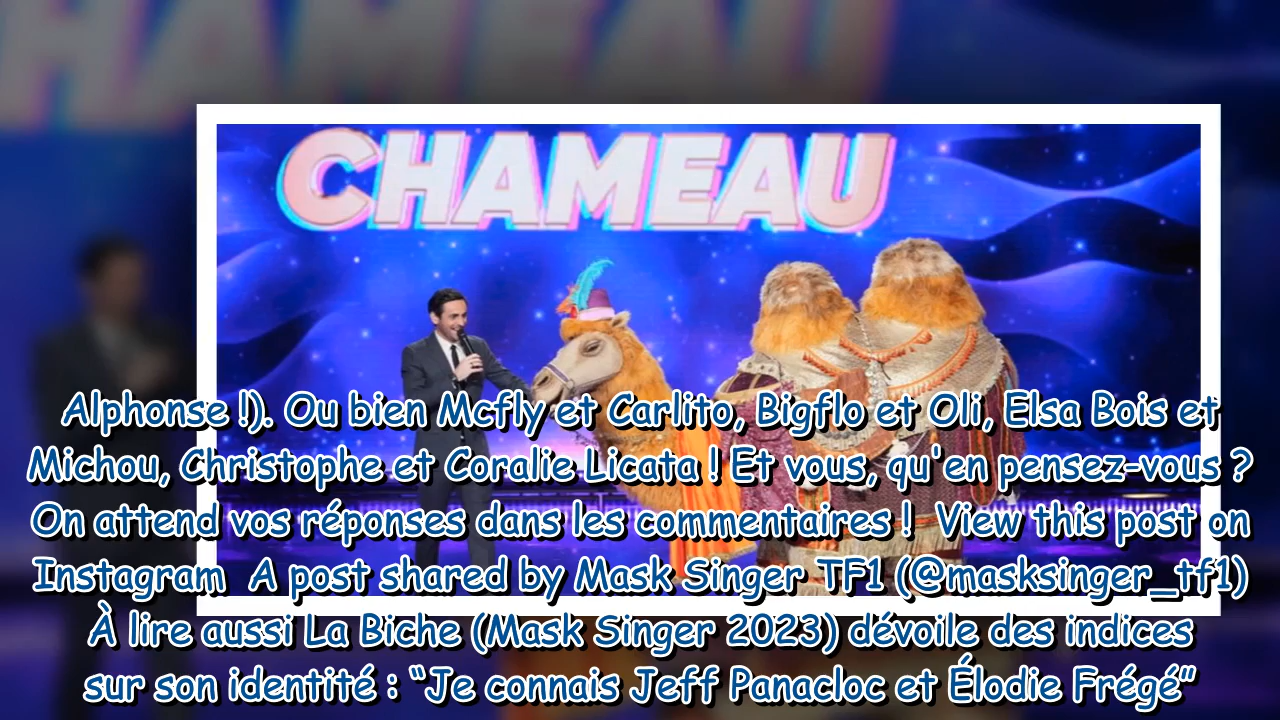 CHAMEAU
Alphonse !). Ou bien Mcfly et Carlito, Bigflo et Oli, Elsa Bois et
Michou, Christophe et Coralie Licata ! Et vous, qu'en pensez-vous ?
On attend vos réponses dans les commentaires !  View this post on
Instagram  A post shared by Mask Singer TF1 (@masksinger_tf1)
À lire aussi La Biche (Mask Singer 2023) dévoile des indices
sur son identité : “Je connais Jeff Panacloc et Élodie Frégé”